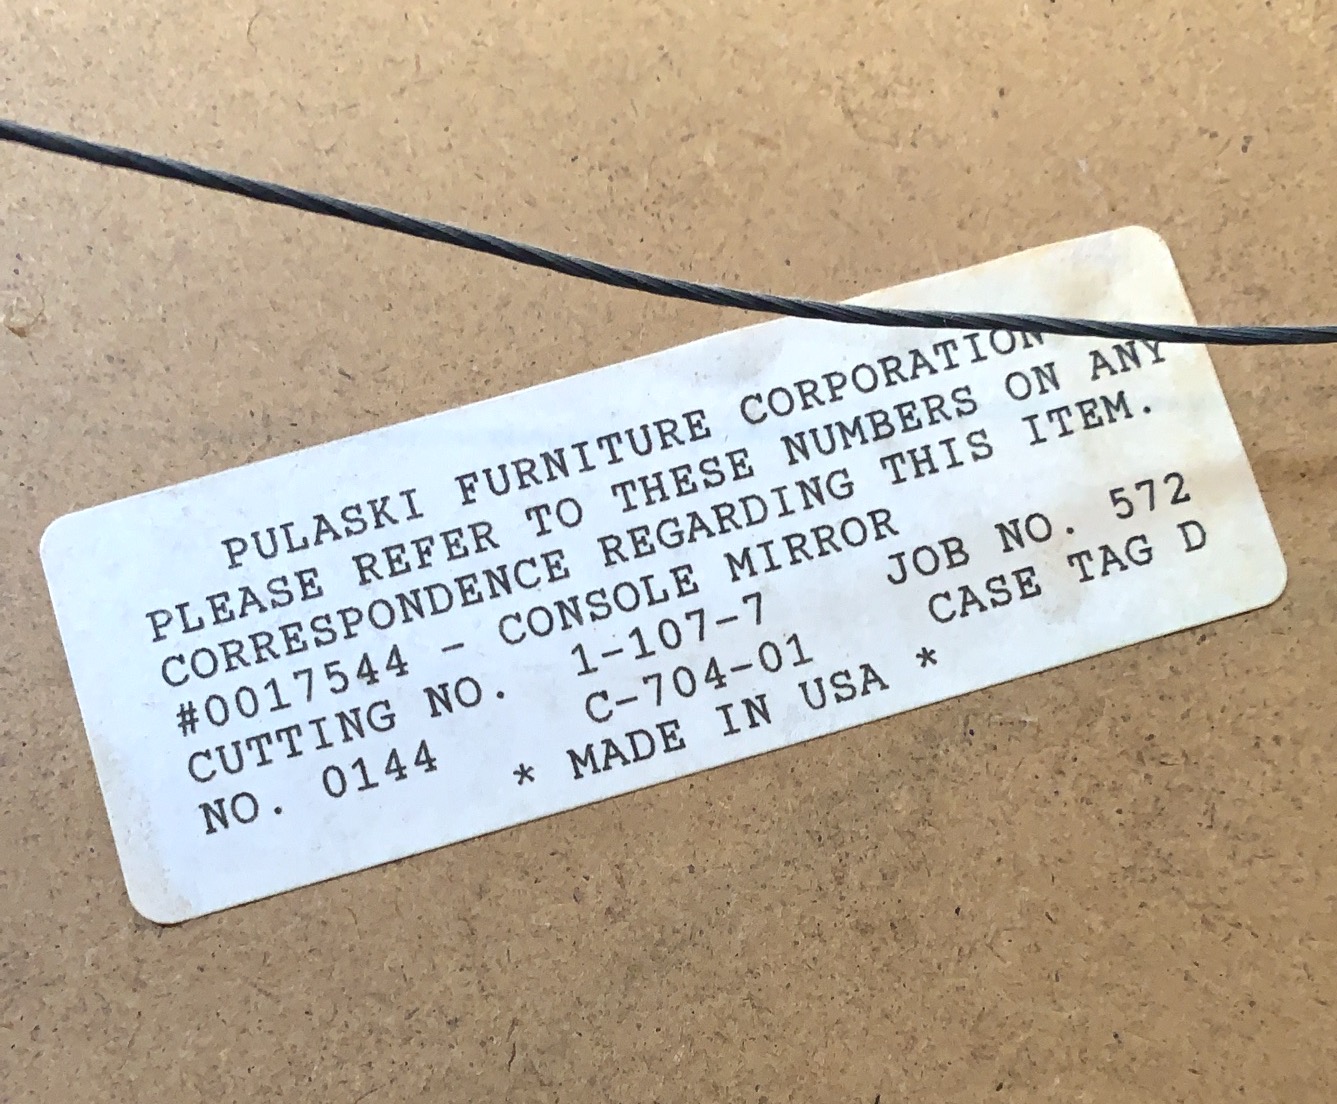 PULASKI FURNITURE CORPORATION
PLEASE REFER TO THESE NUMBERS ON ANY
CORRESPONDENCE REGARDING THIS ITEM.
#0017544 - CONSOLE MIRROR
CUTTING NO. 1-107-7 JOB NO. 572
NO. 0144 C-704-01 CASE TAG D
* MADE IN USA *